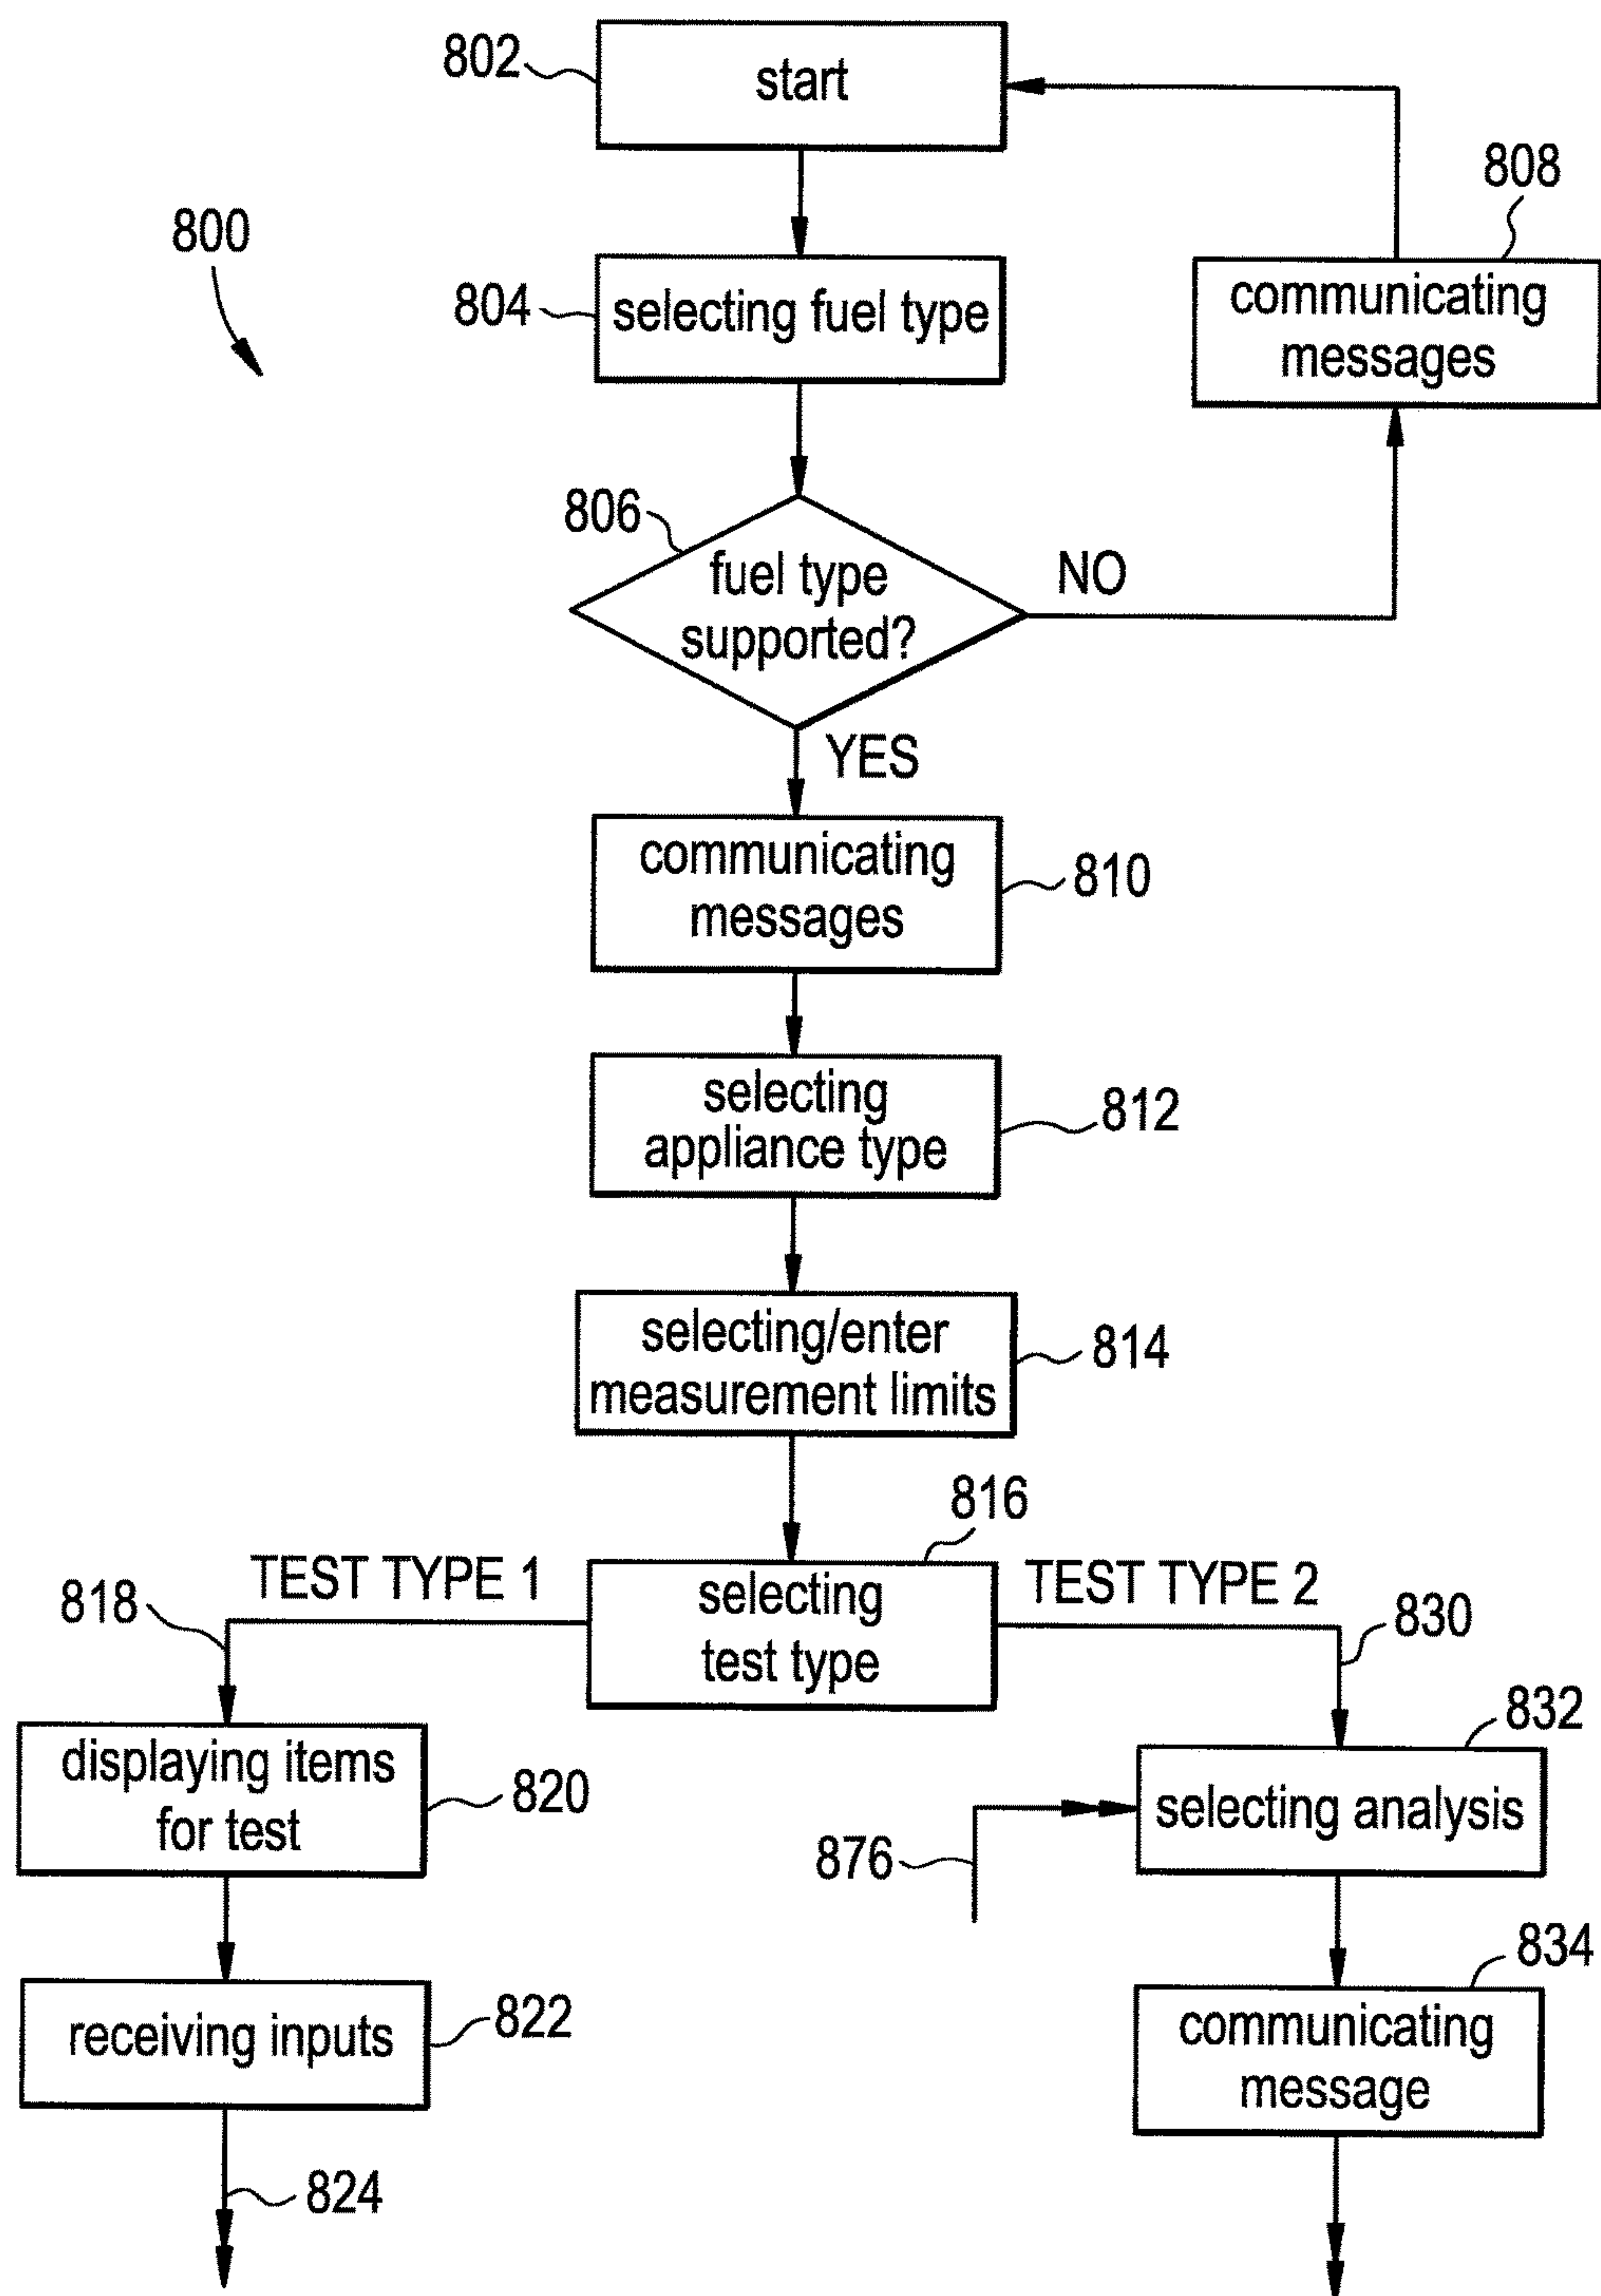 802
start
808
800
804
selecting fuel type
communicating
messages
806
fuel type
supported?
NO
YES
communicating
messages
810
selecting
appliance type
812
selecting/enter
measurement limits
814
816
TEST TYPE 1
selecting
test type
TEST TYPE 2
818
830
832
displaying items
for test
820
selecting analysis
876
834
receiving inputs
822
communicating
message
824